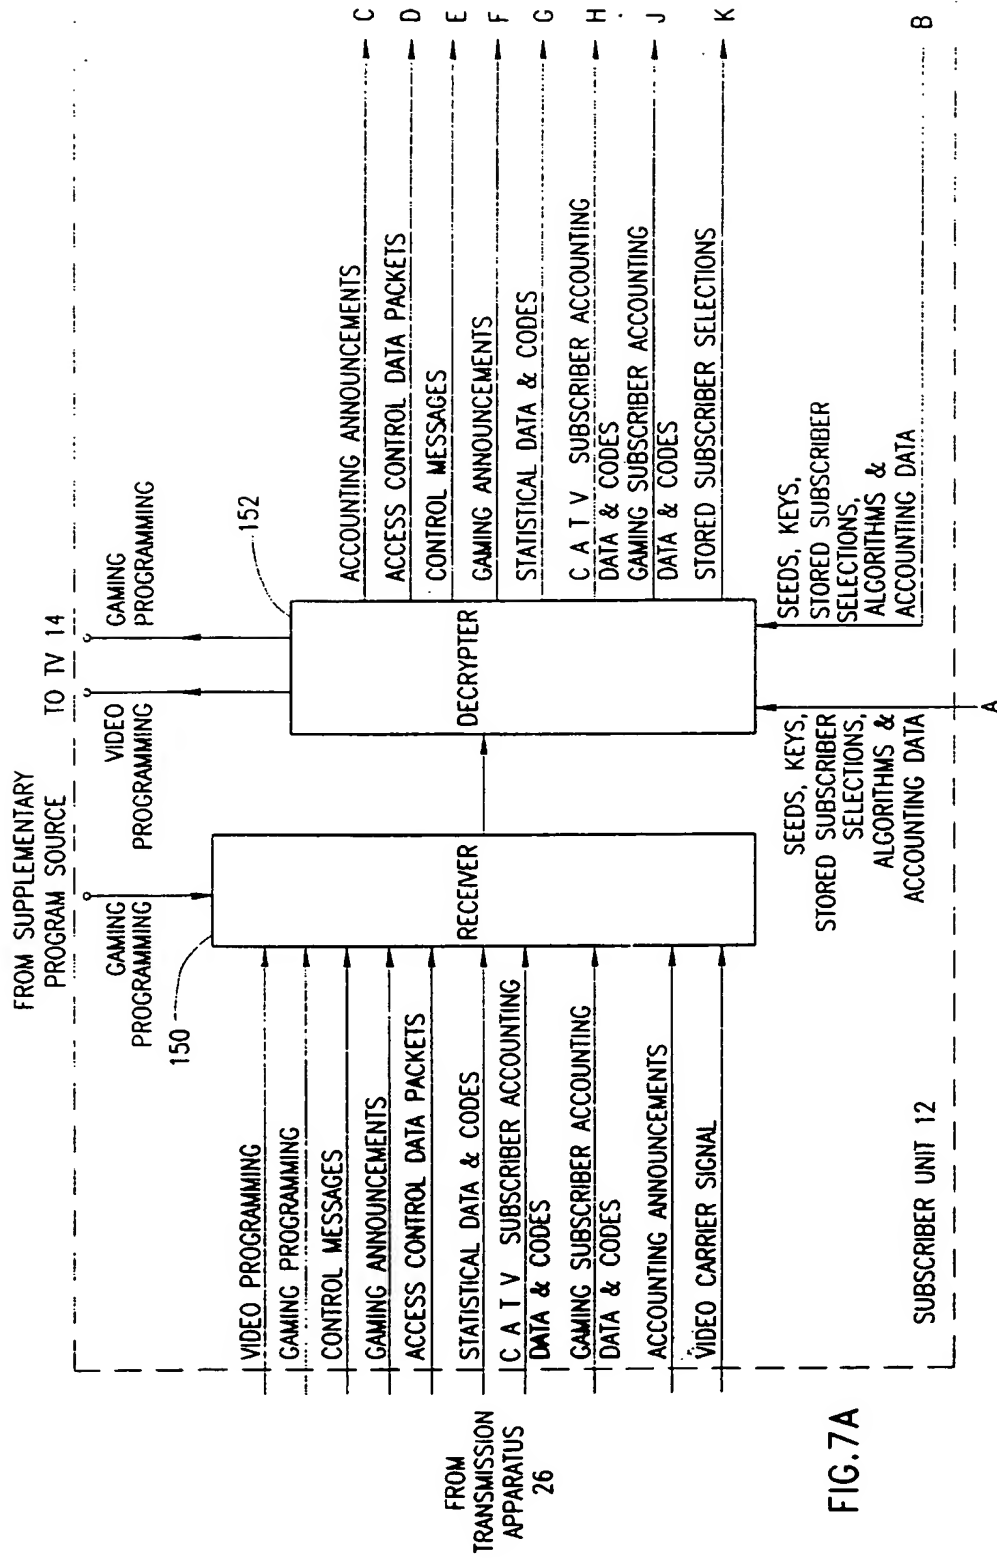 FROM SUPPLEMENTARY
PROGRAM SOURCE
TO TV 14
GAMING
PROGRAMMING
VIDEO
PROGRAMMING
GAMING
PROGRAMMING
150
152
FROM
TRANSMISSION
APPARATUS
26
VIDEO PROGRAMMING
GAMING PROGRAMMING
CONTROL MESSAGES
GAMING ANNOUNCEMENTS
ACCESS CONTROL DATA PACKETS
STATISTICAL DATA & CODES
C A T V SUBSCRIBER ACCOUNTING
DATA & CODES
GAMING SUBSCRIBER ACCOUNTING
DATA & CODES
ACCOUNTING ANNOUNCEMENTS
VIDEO CARRIER SIGNAL
RECEIVER
DECRYPTER
ACCOUNTING ANNOUNCEMENTS
C
ACCESS CONTROL DATA PACKETS
D
CONTROL MESSAGES
E
GAMING ANNOUNCEMENTS
F
STATISTICAL DATA & CODES
G
C A T V SUBSCRIBER ACCOUNTING
DATA & CODES
H
GAMING SUBSCRIBER ACCOUNTING
DATA & CODES
J
STORED SUBSCRIBER SELECTIONS
K
SEEDS, KEYS,
STORED SUBSCRIBER
SELECTIONS,
ALGORITHMS &
ACCOUNTING DATA
A
SEEDS, KEYS,
STORED SUBSCRIBER
SELECTIONS,
ALGORITHMS &
ACCOUNTING DATA
B
SUBSCRIBER UNIT 12
FIG.7A